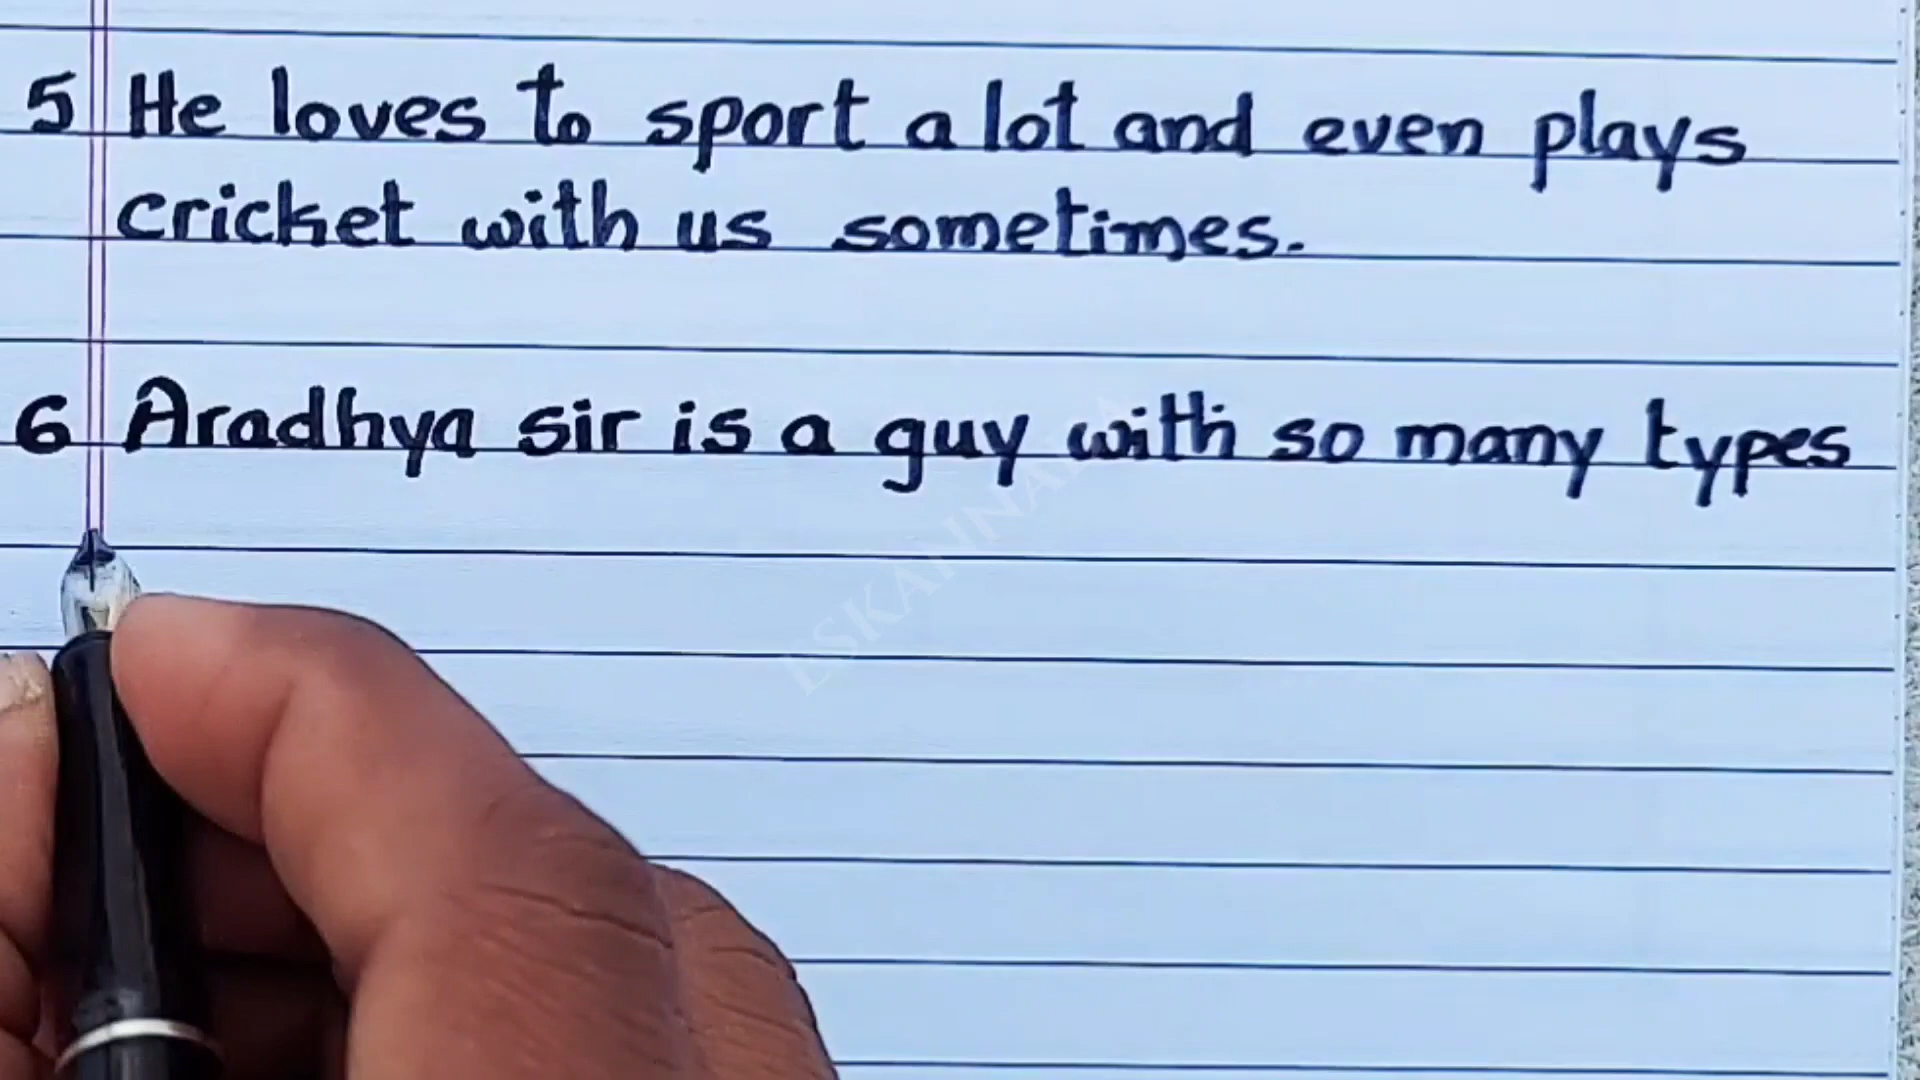 5 He loves to sport a lot and even plays
cricket with us sometimes.
6 Aradhya sir is a guy with so many types